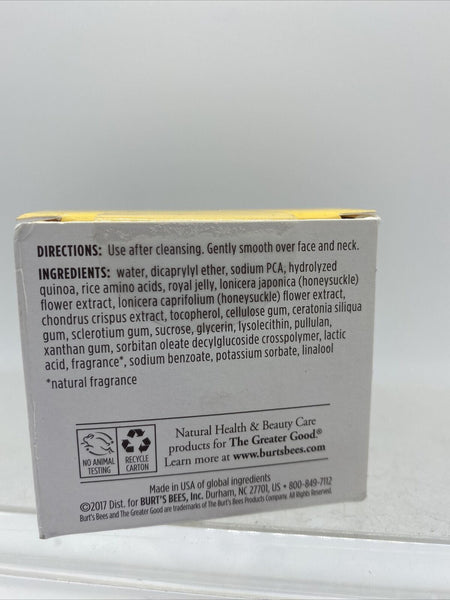 DIRECTIONS: Use after cleansing. Gently smooth over face and neck.
INGREDIENTS: water, dicaprylyl ether, sodium PCA, hydrolyzed
quinoa, rice amino acids, royal jelly, lonicera japonica (honeysuckle)
flower extract, lonicera caprifolium (honeysuckle) flower extract,
chondrus crispus extract, tocopherol, cellulose gum, ceratonia siliqua
gum, sclerotium gum, sucrose, glycerin, lysolecithin, pullulan,
xanthan gum, sorbitan oleate decylglucoside crosspolymer, lactic
acid, fragrance*, sodium benzoate, potassium sorbate, linalool
*natural fragrance
NO ANIMAL
TESTING
RECYCLE
CARTON
Natural Health & Beauty Care
products for The Greater Good.®
Learn more at www.burtsbees.com
Made in USA of global ingredients
©2017 Dist. for BURT'S BEES, Inc. Durham, NC 27701, US • 800-849-7112
Burt's Bees and The Greater Good are trademarks of The Burt's Bees Products Company. All Rights Reserved.